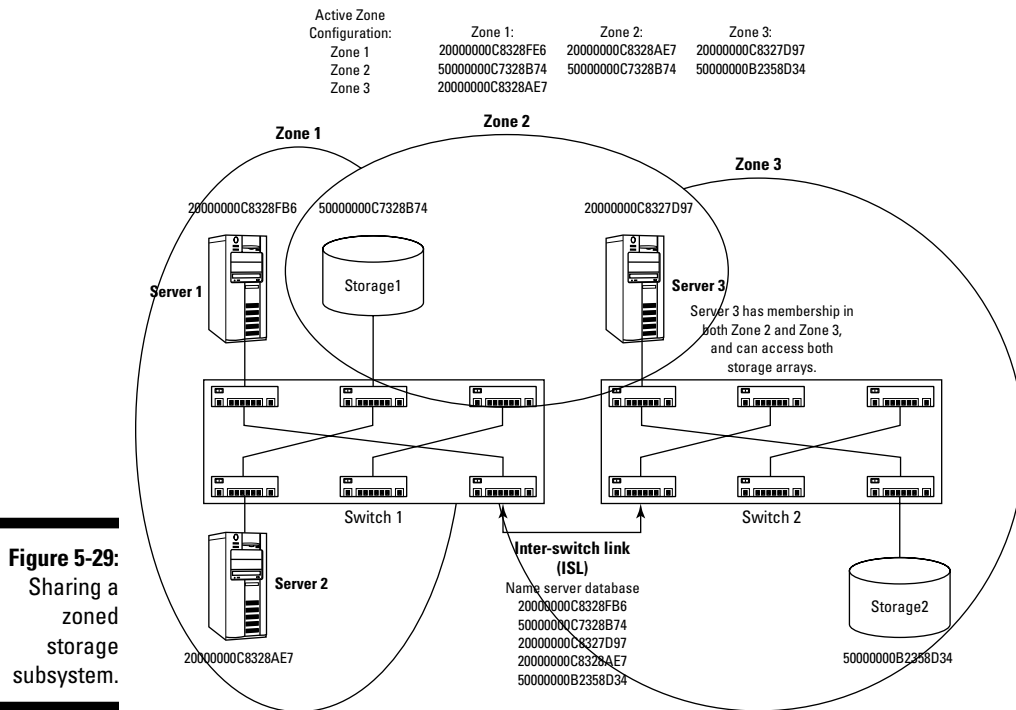 Active Zone
Configuration:
Zone 1
Zone 2
Zone 3
Zone 1:
20000000C8328FE6
50000000C7328B74
20000000C8328AE7
Zone 2:
20000000C8328AE7
50000000C7328B74
Zone 3:
20000000C8327D97
50000000B2358D34
Zone 1
Zone 2
Zone 3
20000000C8328FB6
50000000C7328B74
20000000C8327D97
Server 1
Storage1
Server 3
Server 3 has membership in
both Zone 2 and Zone 3,
and can access both
storage arrays.
Switch 1
Switch 2
Inter-switch link
(ISL)
Name server database
20000000C8328FB6
50000000C7328B74
20000000C8327D97
20000000C8328AE7
50000000B2358D34
Server 2
20000000C8328AE7
Storage2
50000000B2358D34
Figure 5-29:
Sharing a
zoned
storage
subsystem.